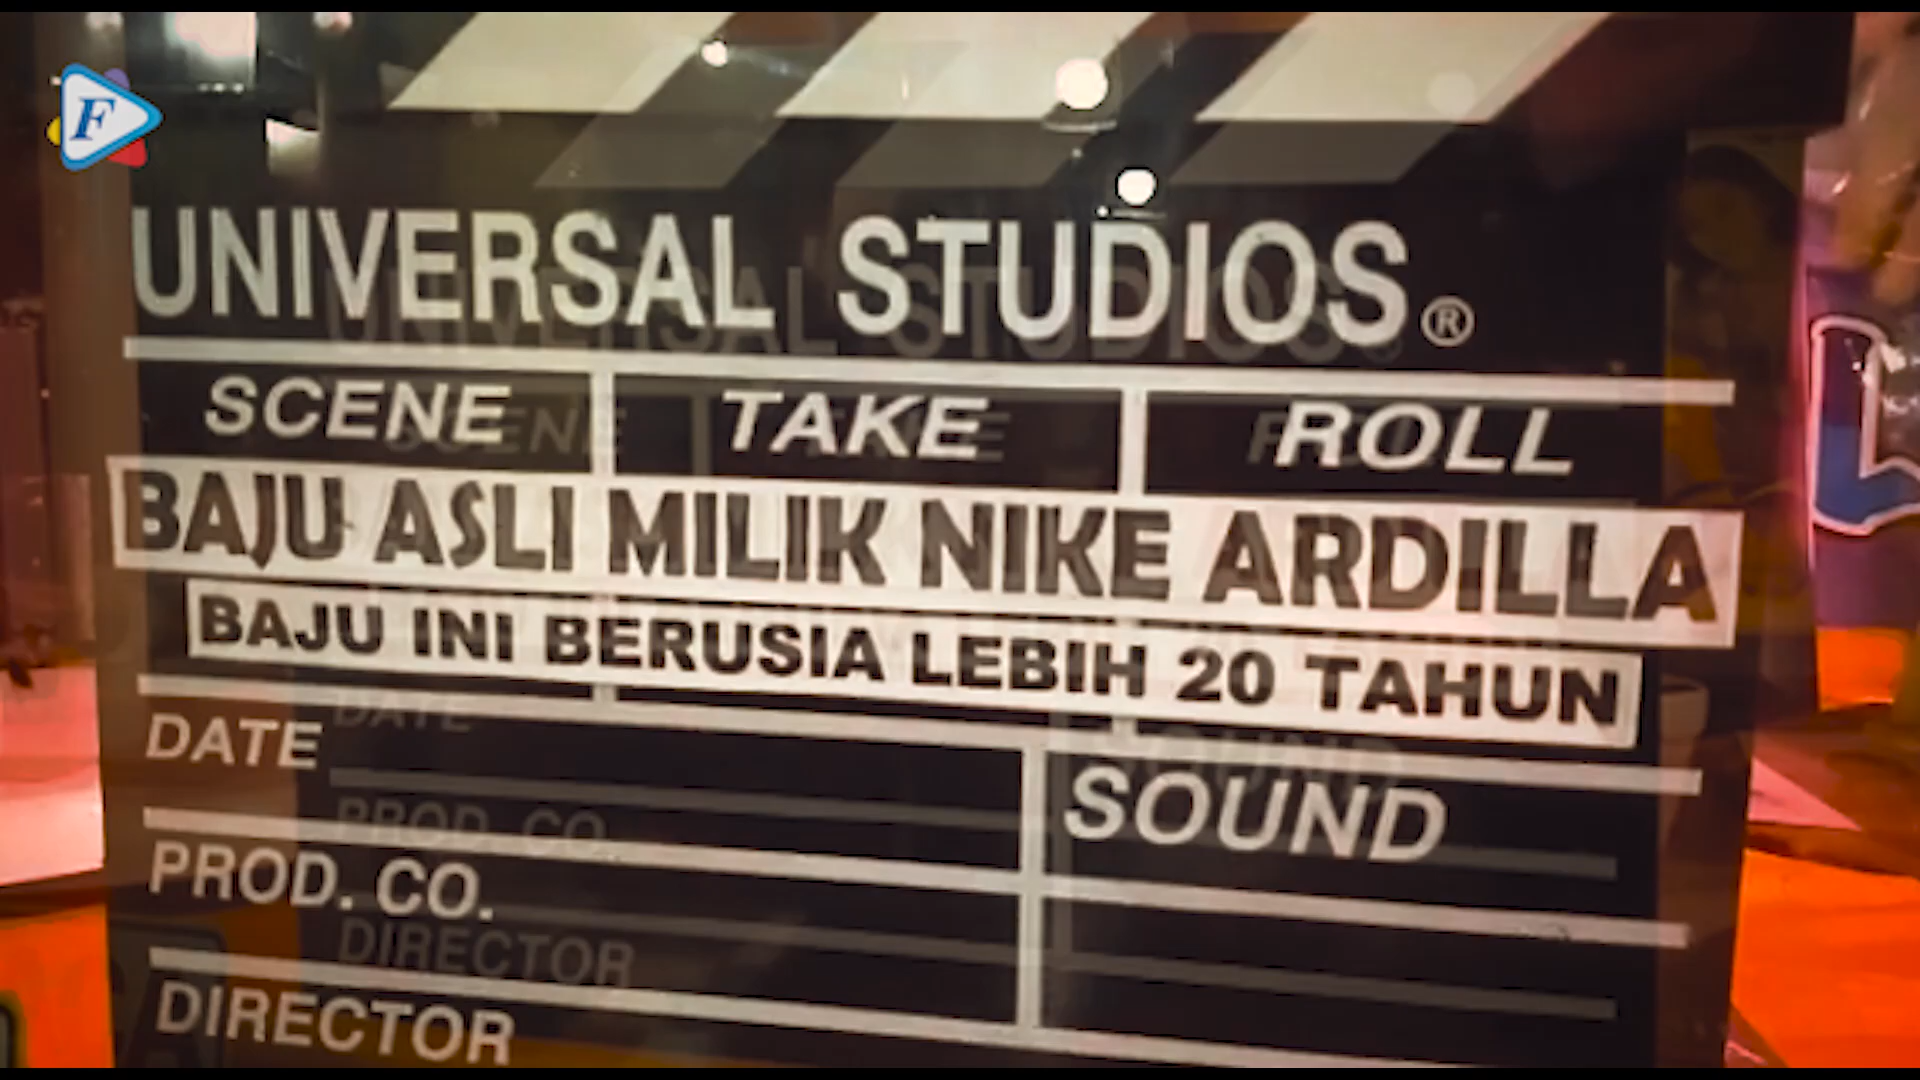 F
UNIVERSAL STUDIOS®
SCENE TAKE ROLL
BAJU ASLI MILIK NIKE ARDILLA
BAJU INI BERUSIA LEBIH 20 TAHUN
DATE
SOUND
PROD. CO.
DIRECTOR